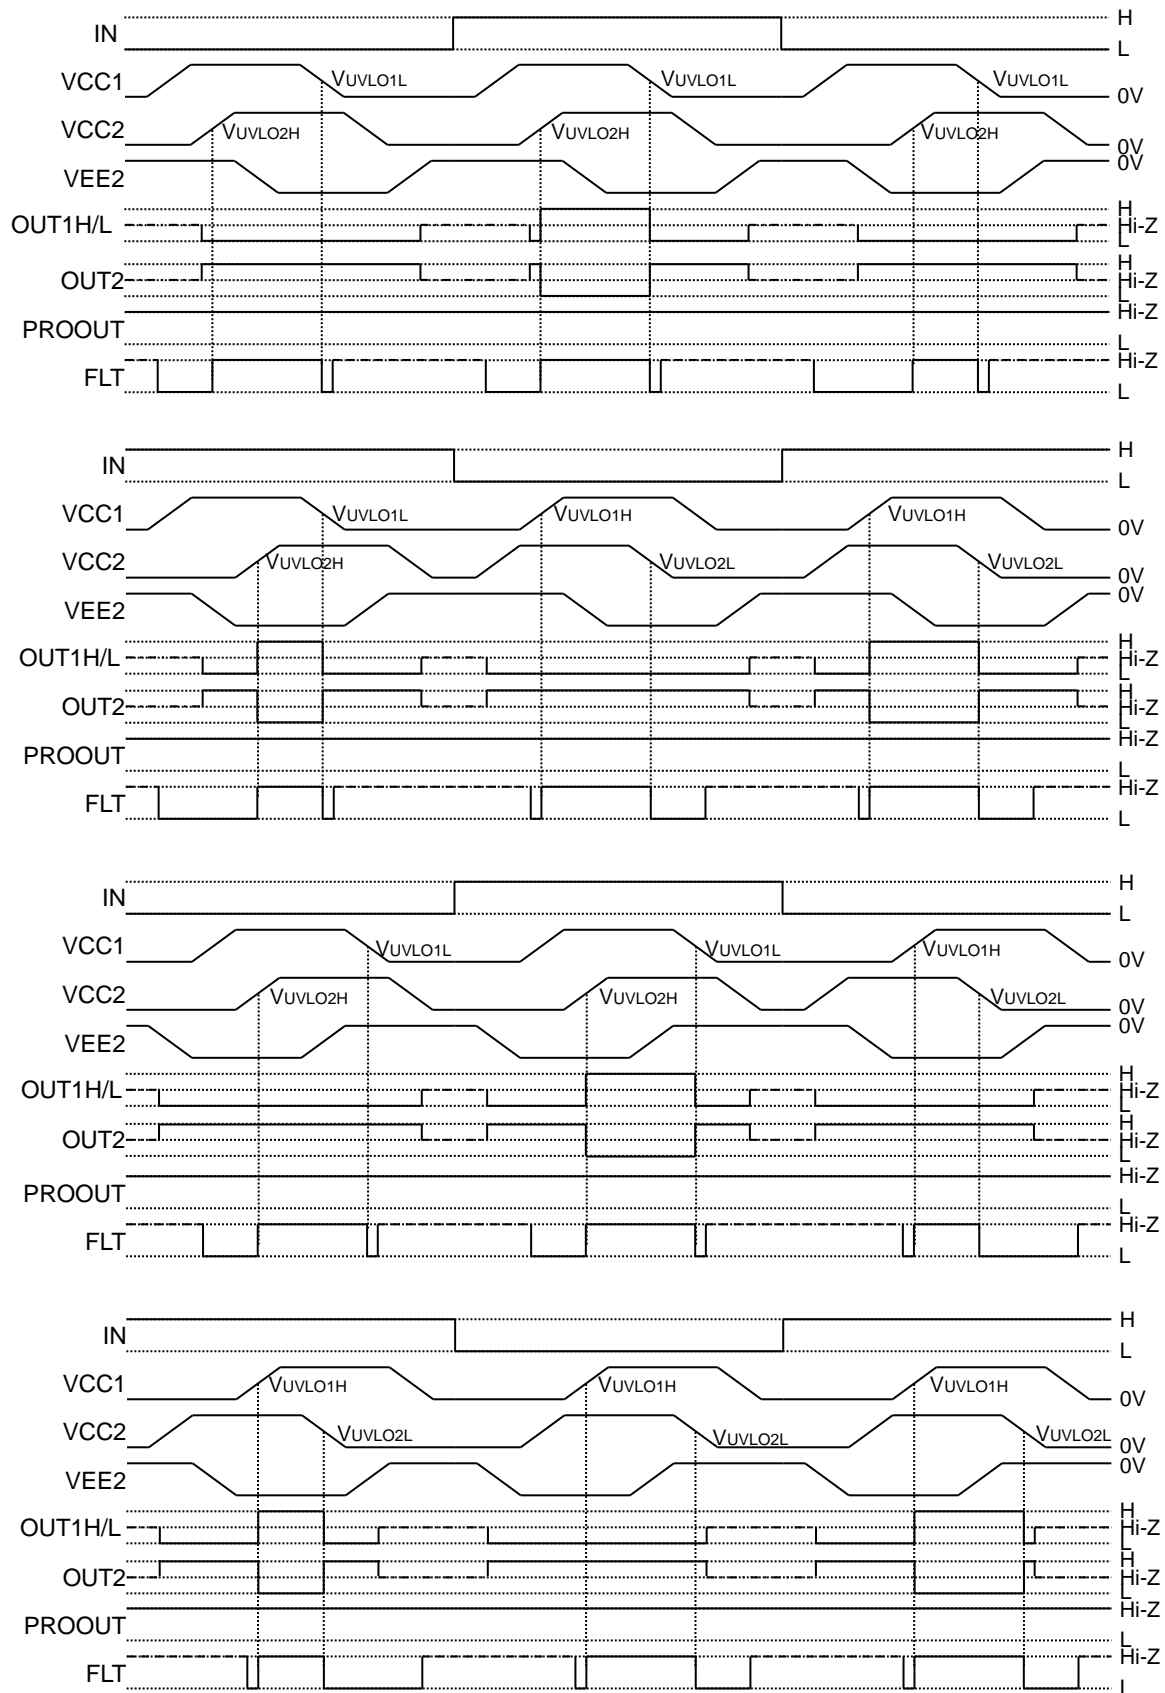 IN H
L
VCC1 VUVLO1L VUVLO1L VUVLO1L 0V
VCC2 VUVLO2H VUVLO2H VUVLO2H 0V
VEE2 0V
OUT1H/L H
Hi-Z
L
OUT2 H
Hi-Z
L
PROOUT Hi-Z
L
FLT Hi-Z
L
IN H
L
VCC1 VUVLO1L VUVLO1H VUVLO1H 0V
VCC2 VUVLO2H VUVLO2L VUVLO2L 0V
VEE2 0V
OUT1H/L H
Hi-Z
L
OUT2 H
Hi-Z
L
PROOUT Hi-Z
L
FLT Hi-Z
L
IN H
L
VCC1 VUVLO1L VUVLO1L VUVLO1H 0V
VCC2 VUVLO2H VUVLO2H VUVLO2L 0V
VEE2 0V
OUT1H/L H
Hi-Z
L
OUT2 H
Hi-Z
L
PROOUT Hi-Z
L
FLT Hi-Z
L
IN H
L
VCC1 VUVLO1H VUVLO1H VUVLO1H 0V
VCC2 VUVLO2L VUVLO2L VUVLO2L 0V
VEE2 0V
OUT1H/L H
Hi-Z
L
OUT2 H
Hi-Z
L
PROOUT Hi-Z
L
FLT Hi-Z
L